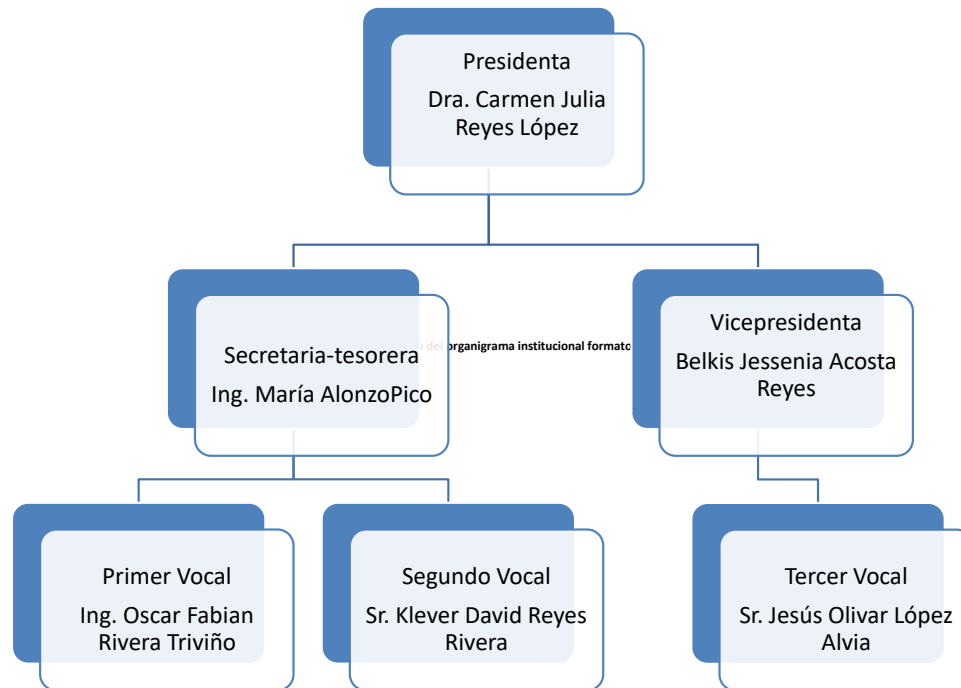 Presidenta
Dra. Carmen Julia
Reyes López
Secretaria-tesorera
Ing. María AlonzoPico
del organigrama institucional formato
Vicepresidenta
Belkis Jessenia Acosta
Reyes
Primer Vocal
Ing. Oscar Fabian
Rivera Triviño
Segundo Vocal
Sr. Klever David Reyes
Rivera
Tercer Vocal
Sr. Jesús Olivar López
Alvia